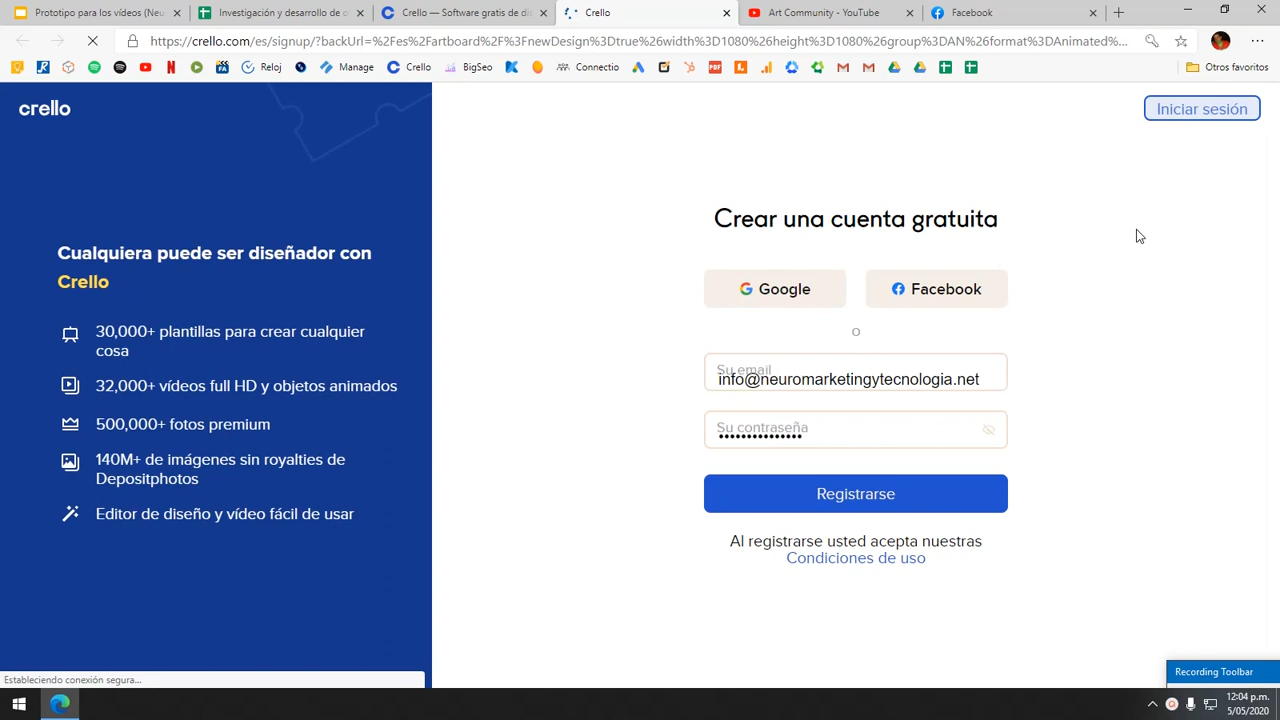 Prototipo para los vídeos (Neu
Investigación y desarrollo de c
Crello — Software gratis de di
Crello
Art Community - YouTube
Facebook
https://crello.com/es/signup/?backUrl=%2Fes%2Fartboard%2F%3FnewDesign%3Dtrue%26width%3D1080%26height%3D1080%26group%3DAN%26format%3DAnimated%...
Reloj
Manage
Crello
BigSeo
Connectio
Otros favoritos
crello
Iniciar sesión
Cualquiera puede ser diseñador con
Crello
30,000+ plantillas para crear cualquier
cosa
32,000+ vídeos full HD y objetos animados
500,000+ fotos premium
140M+ de imágenes sin royalties de
Depositphotos
Editor de diseño y vídeo fácil de usar
Crear una cuenta gratuita
Google
Facebook
o
Su email
info@neuromarketingytecnologia.net
Su contraseña
Registrarse
Al registrarse usted acepta nuestras
Condiciones de uso
Estableciendo conexión segura...
Recording Toolbar
12:04 p.m.
5/05/2020